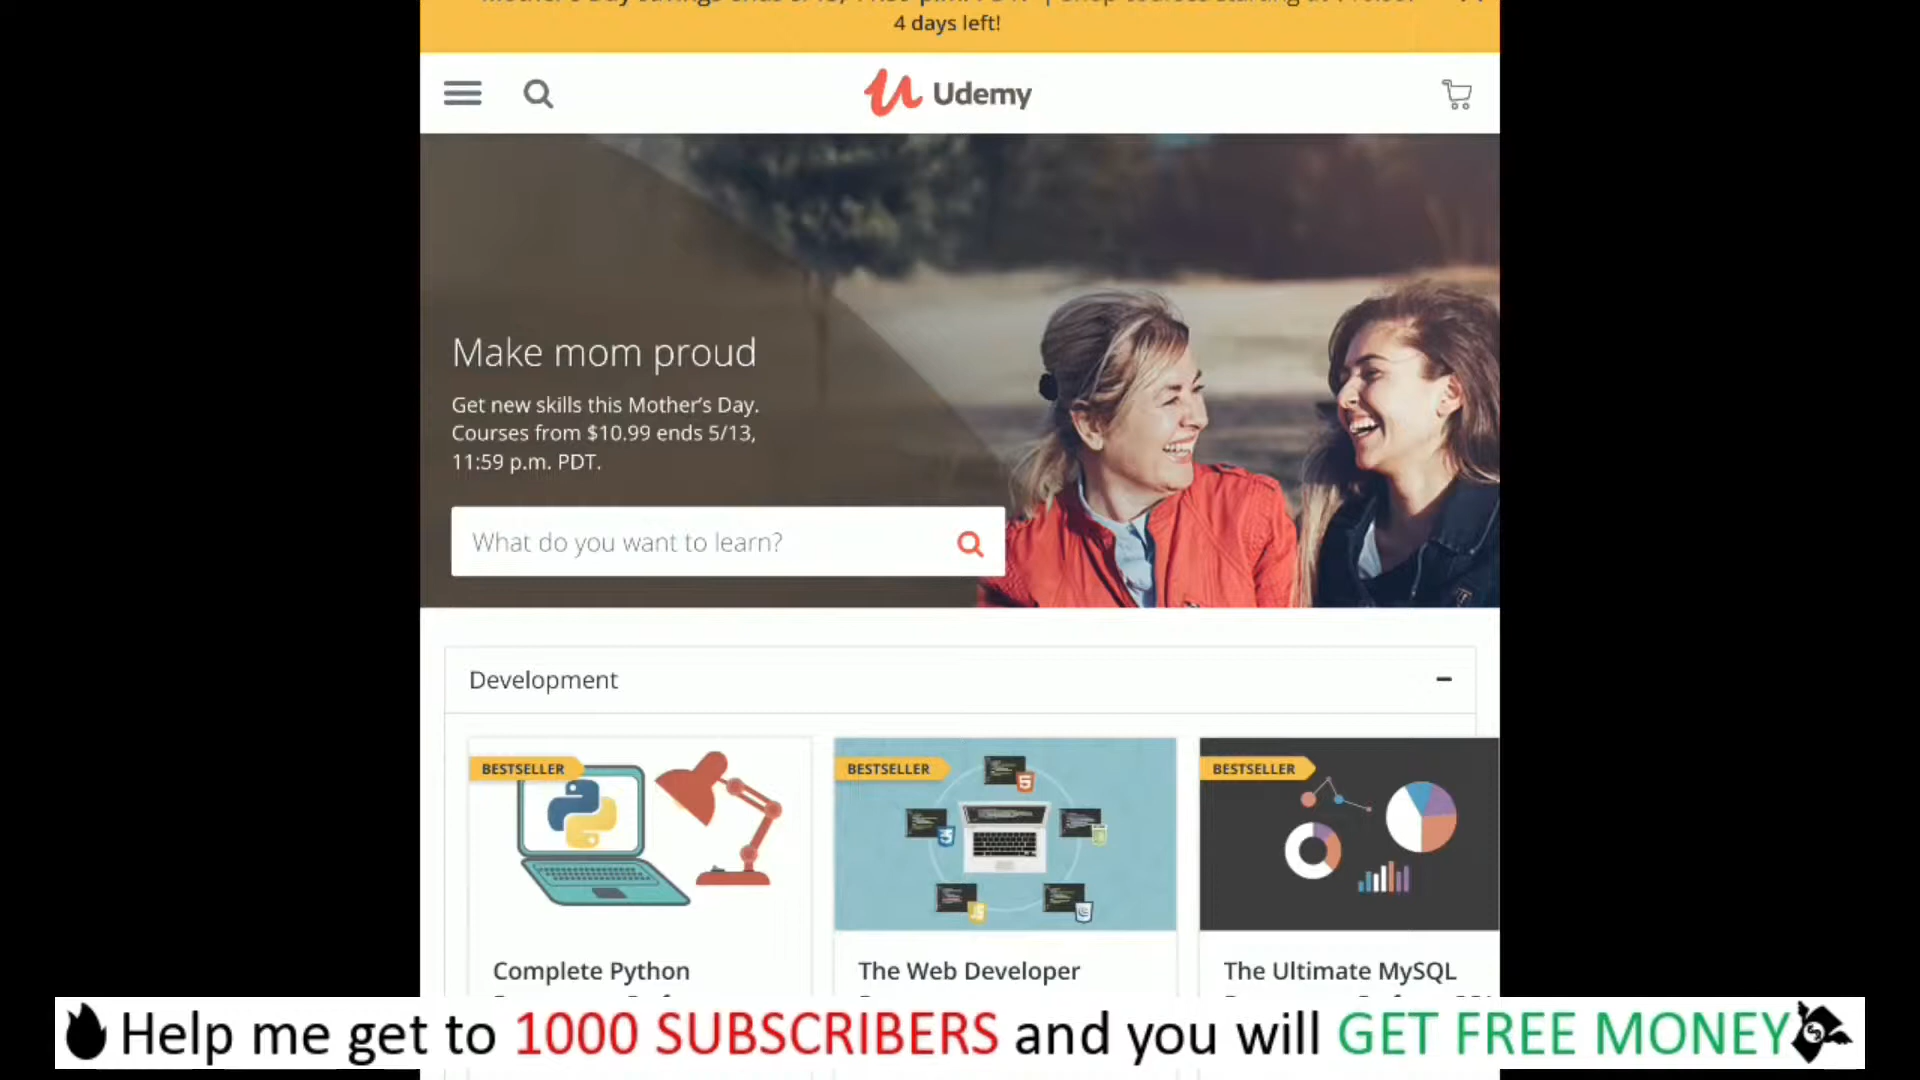 4 days left!
Udemy
Make mom proud
Get new skills this Mother's Day.
Courses from $10.99 ends 5/13,
11:59 p.m. PDT.
What do you want to learn?
Development
BESTSELLER
BESTSELLER
BESTSELLER
Complete Python
The Web Developer
The Ultimate MySQL
Help me get to 1000 SUBSCRIBERS and you will GET FREE MONEY